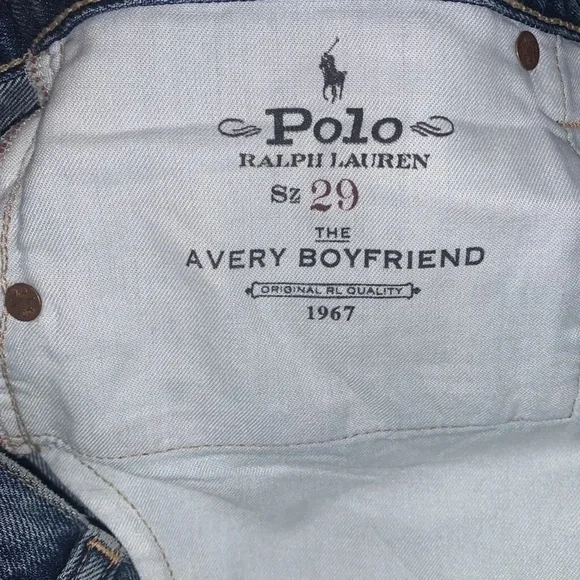 Polo
RALPH LAUREN
Sz 29
THE
AVERY BOYFRIEND
ORIGINAL RL QUALITY
1967